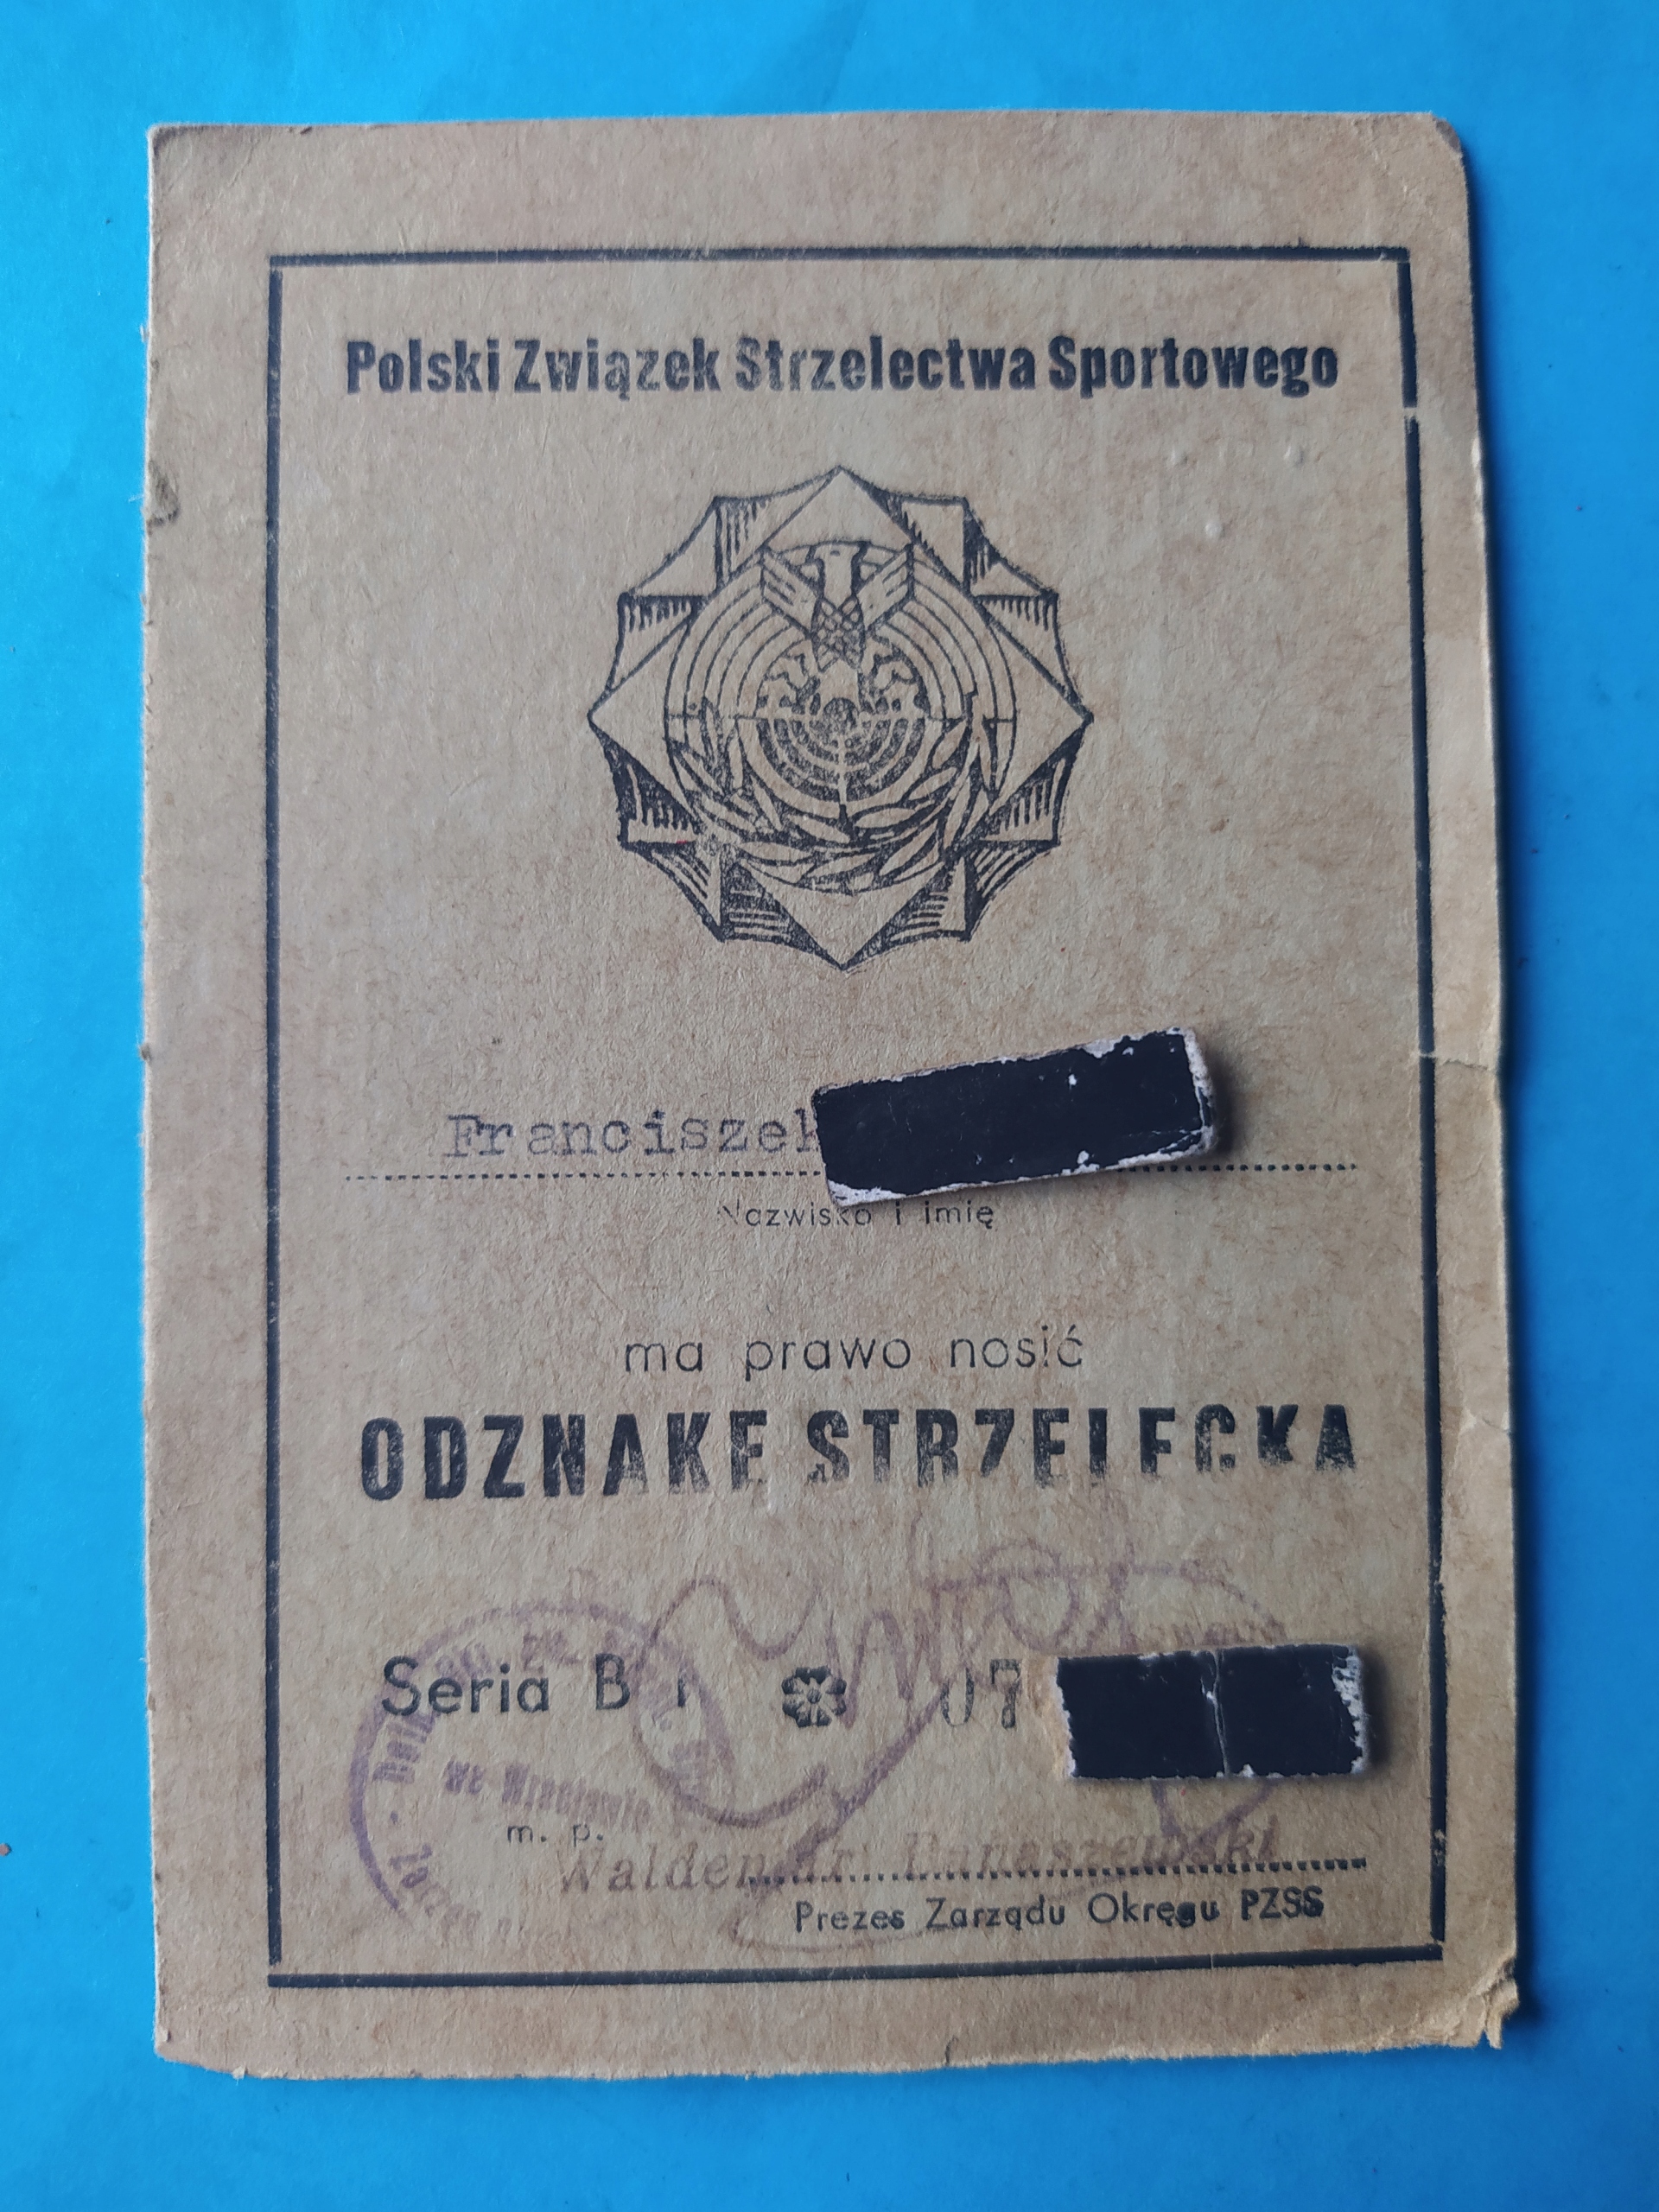 Polski Związek Strzelectwa Sportowego
Franciszek
Nazwisko i imię
ma prawo nosić
ODZNAKE STRZELECKA
Seria B I 07
m. p.
Waldemar
Prezes Zarządu Okręgu PZSS